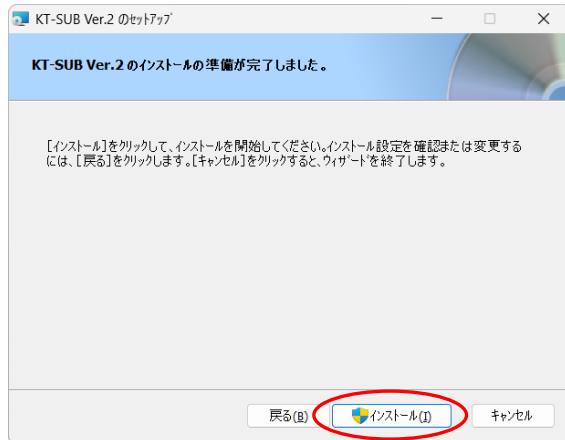 KT-SUB Ver.2 のセットアップ
KT-SUB Ver.2 のインストールの準備が完了しました。
[インストール]をクリックして、インストールを開始してください。インストール設定を確認または変更する
には、[戻る]をクリックします。[キャンセル]をクリックすると、ウィザードを終了します。
戻る(B)
インストール(I)
キャンセル